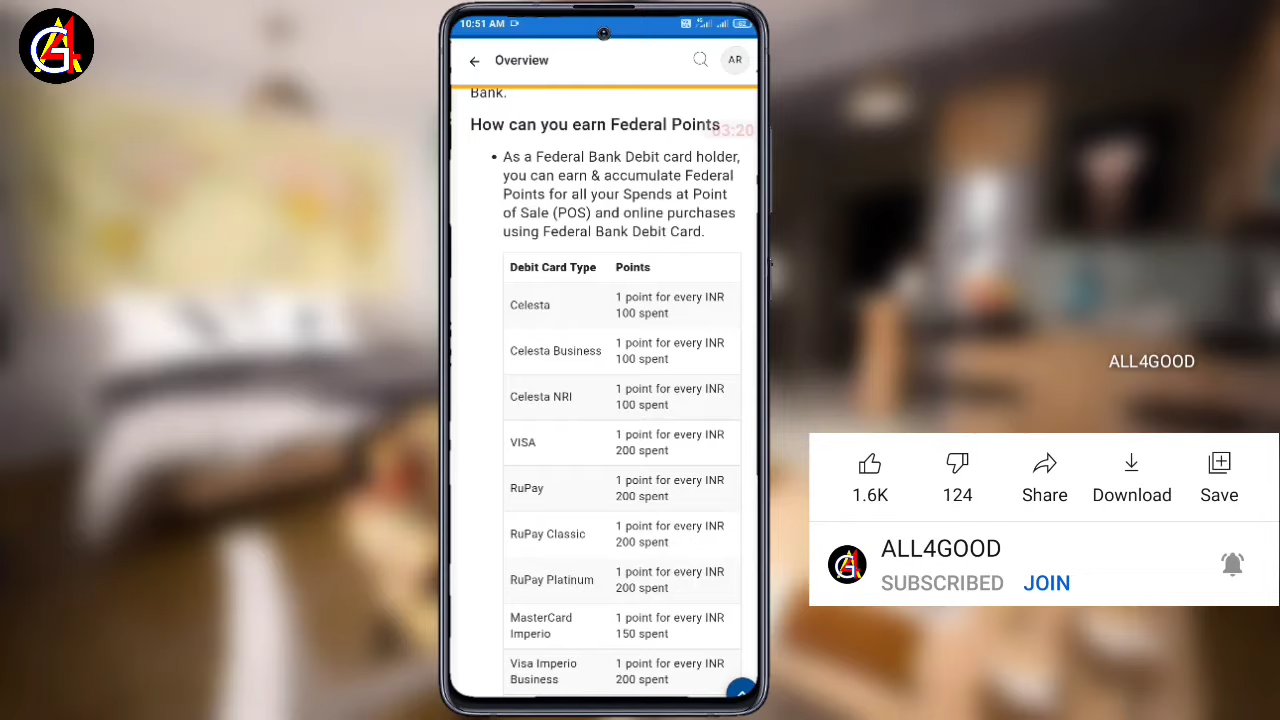 10:51 AM
Overview
AR
Bank.
How can you earn Federal Points
03:20
• As a Federal Bank Debit card holder,
you can earn & accumulate Federal
Points for all your Spends at Point
of Sale (POS) and online purchases
using Federal Bank Debit Card.
Debit Card Type Points
Celesta 1 point for every INR
100 spent
Celesta Business 1 point for every INR
100 spent
Celesta NRI 1 point for every INR
100 spent
VISA 1 point for every INR
200 spent
RuPay 1 point for every INR
200 spent
RuPay Classic 1 point for every INR
200 spent
RuPay Platinum 1 point for every INR
200 spent
MasterCard 1 point for every INR
Imperio 150 spent
Visa Imperio 1 point for every INR
Business 200 spent
ALL4GOOD
1.6K 124 Share Download Save
ALL4GOOD
SUBSCRIBED JOIN